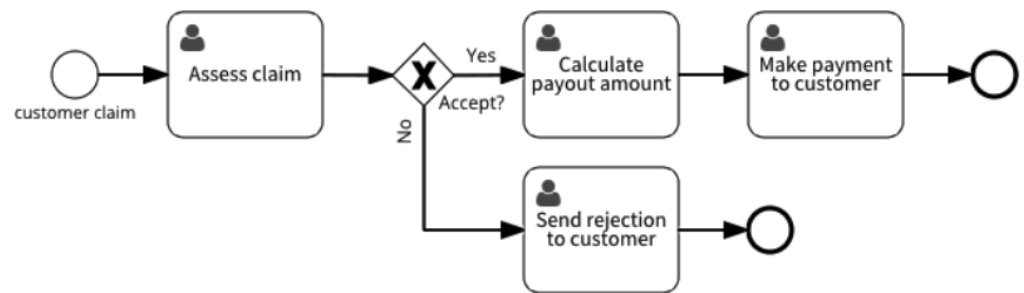 customer claim
Assess claim
Accept?
Yes
No
Calculate
payout amount
Make payment
to customer
Send rejection
to customer